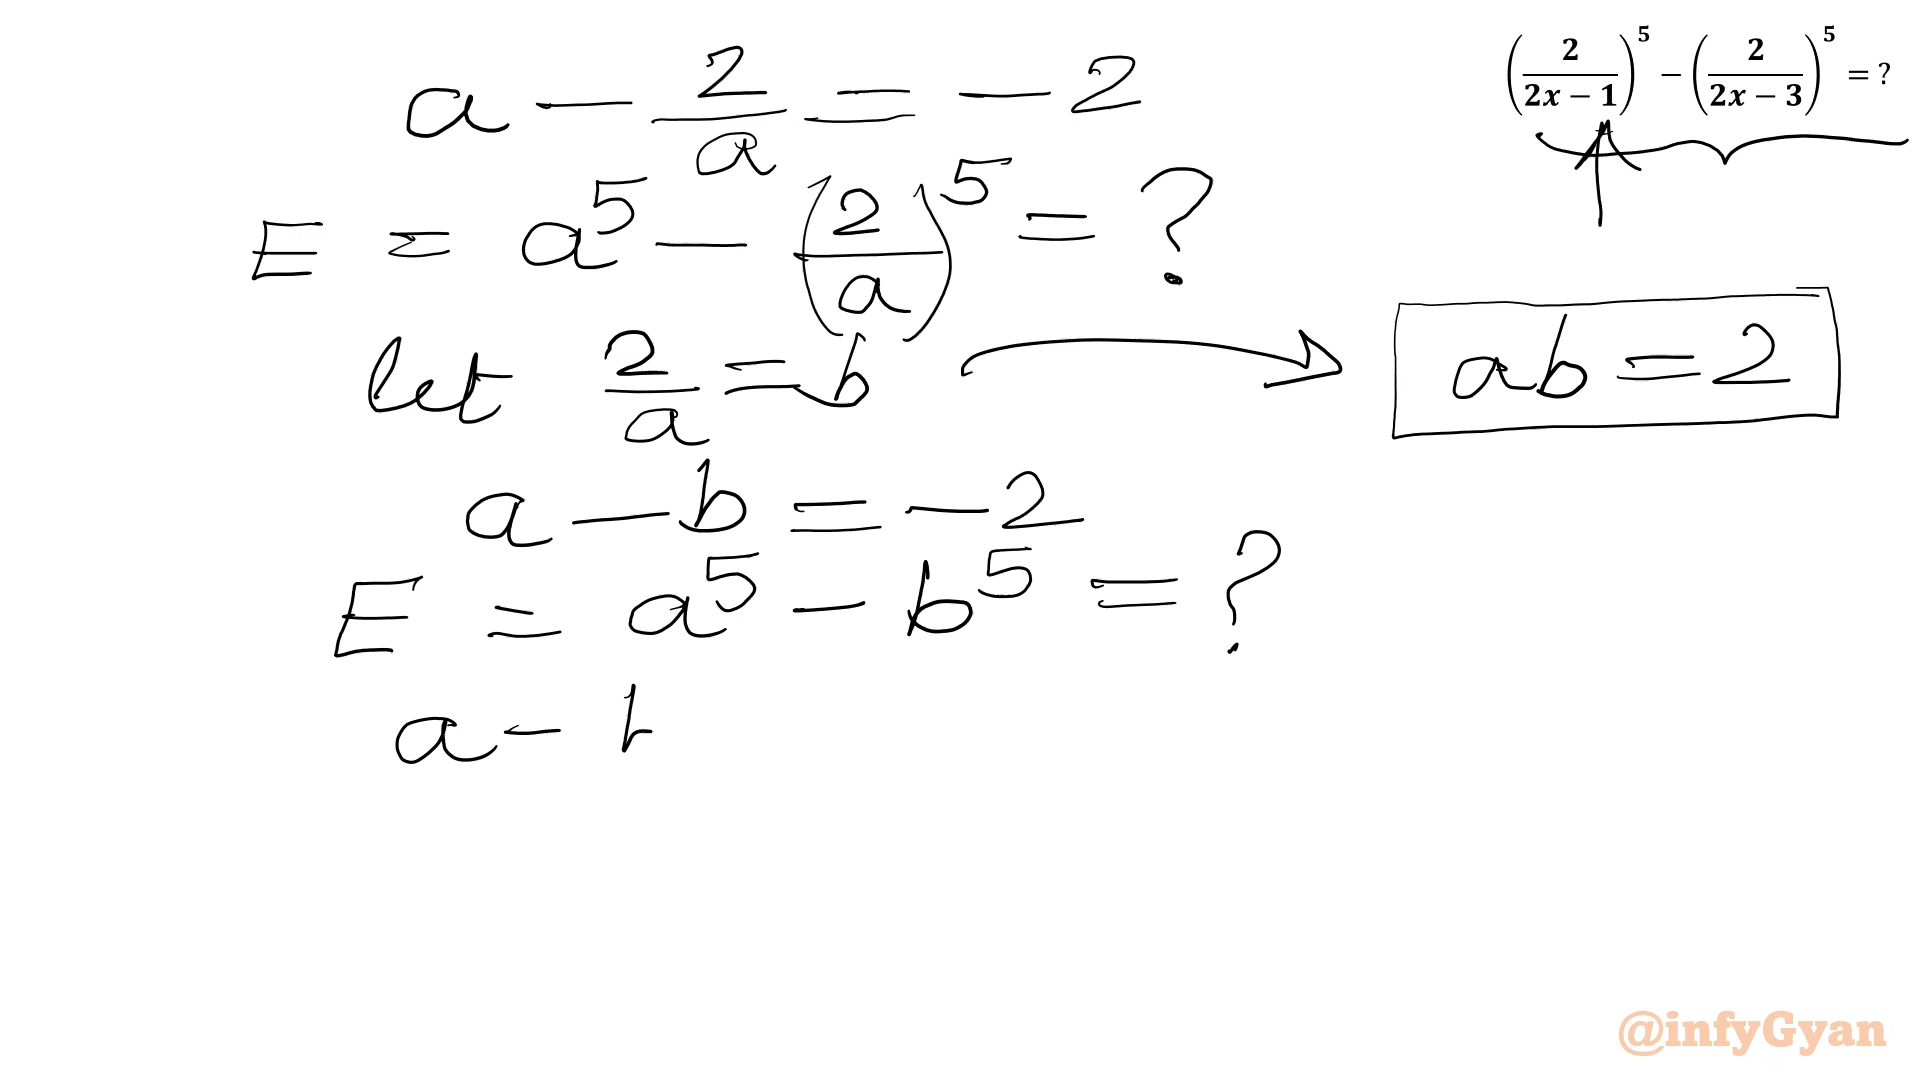 (2/(2x − 1))^5 − (2/(2x − 3))^5 = ?
a − 2/a = −2
E = a^5 − (2/a)^5 = ?
let 2/a = b
ab = 2
a − b = −2
E = a^5 − b^5 = ?
a −
@infyGyan